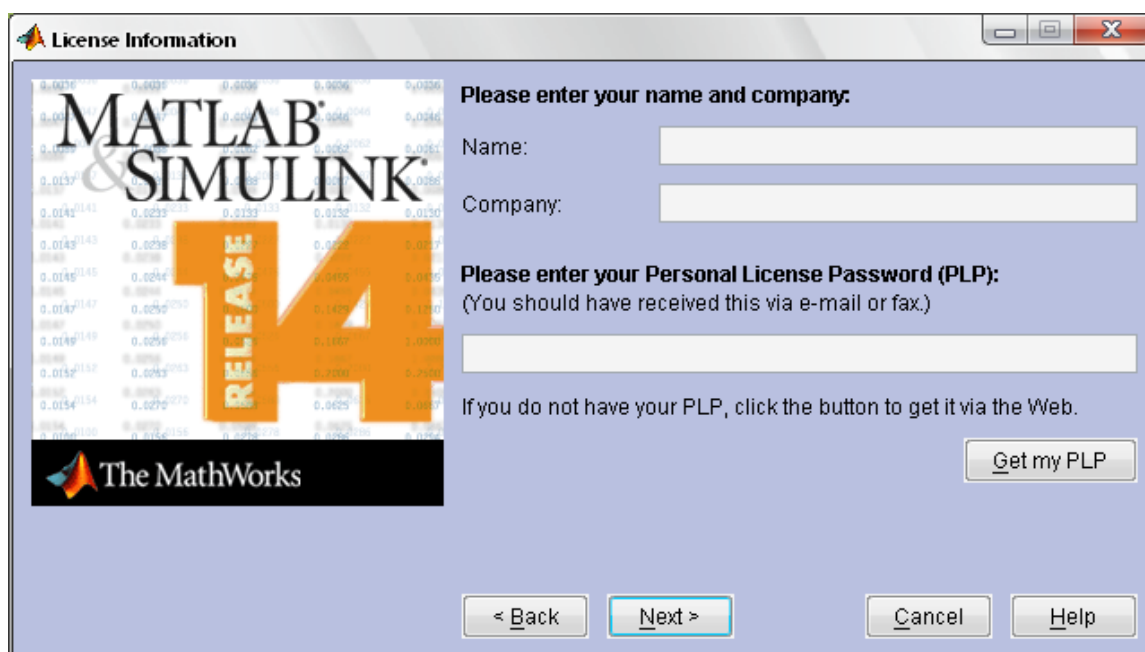 License Information
MATLAB®
& SIMULINK®
RELEASE 14
The MathWorks
Please enter your name and company:
Name:
Company:
Please enter your Personal License Password (PLP):
(You should have received this via e-mail or fax.)
If you do not have your PLP, click the button to get it via the Web.
Get my PLP
< Back
Next >
Cancel
Help